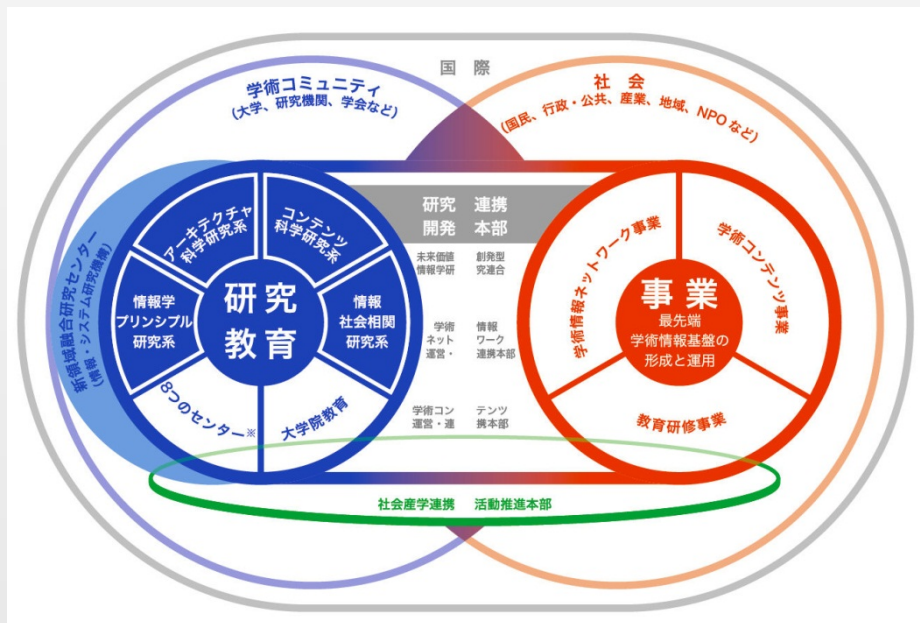 国 際
学術コミュニティ
(大学、研究機関、学会など)
社 会
(国民、行政・公共、産業、地域、NPO など)
新領域融合研究センター
(情報・システム研究機構)
アーキテクチャ
科学研究系
コンテンツ
科学研究系
情報学
プリンシプル
研究系
情報
社会相関
研究系
研究
教育
8つのセンター※
大学院教育
研究 連携
開発 本部
未来価値 創発型
情報学研 究連合
学術 情報
ネット ワーク
運営・ 連携本部
学術コン テンツ
運営・連 携本部
学術情報ネットワーク事業
学術コンテンツ事業
事業
最先端
学術情報基盤の
形成と運用
教育研修事業
社会産学連携 活動推進本部